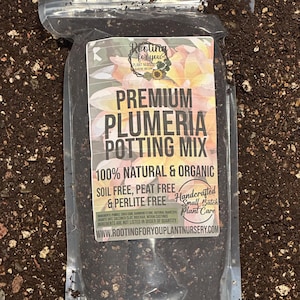 Rooting
for you
PREMIUM
PLUMERIA
POTTING MIX
100% NATURAL & ORGANIC
SOIL FREE, PEAT FREE
& PERLITE FREE
Handcrafted
Small Batch
Plant Care
WWW.ROOTINGFORYOUPLANTNURSERY.COM